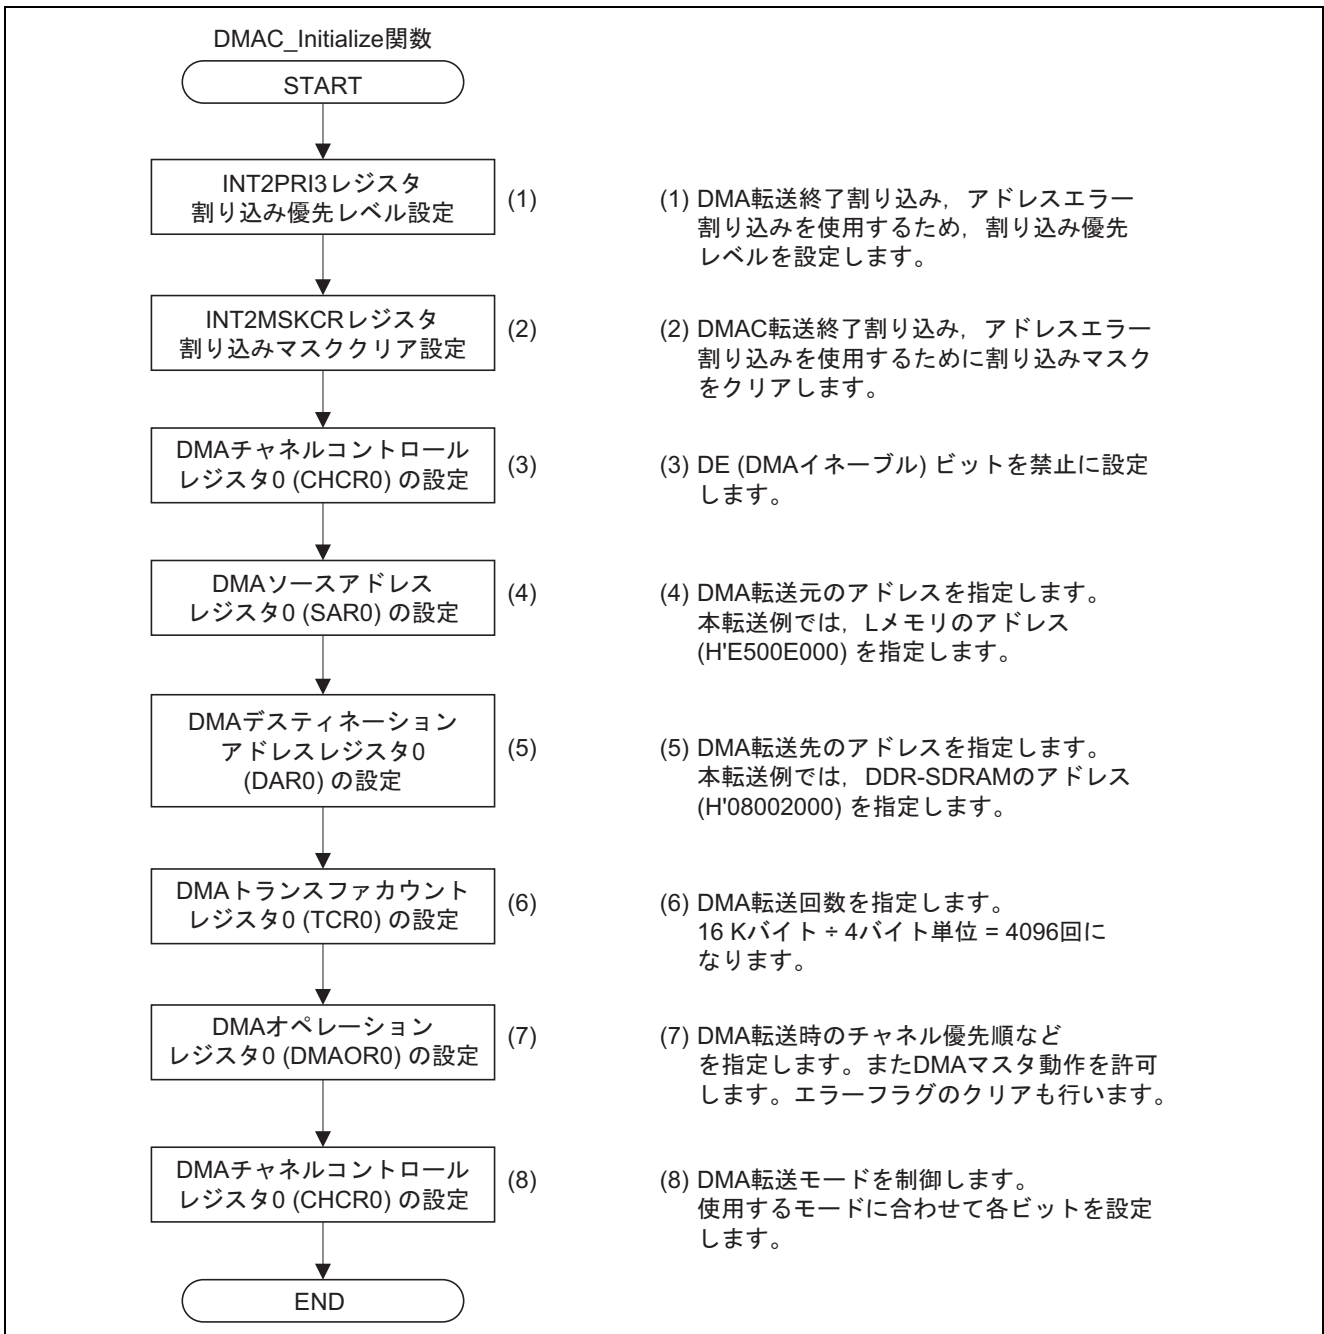 DMAC_Initialize関数
START
INT2PRI3レジスタ
割り込み優先レベル設定
(1)
(1) DMA転送終了割り込み，アドレスエラー
割り込みを使用するため，割り込み優先
レベルを設定します。
INT2MSKCRレジスタ
割り込みマスククリア設定
(2)
(2) DMAC転送終了割り込み，アドレスエラー
割り込みを使用するために割り込みマスク
をクリアします。
DMAチャネルコントロール
レジスタ0 (CHCR0) の設定
(3)
(3) DE (DMAイネーブル) ビットを禁止に設定
します。
DMAソースアドレス
レジスタ0 (SAR0) の設定
(4)
(4) DMA転送元のアドレスを指定します。
本転送例では，Lメモリのアドレス
(H'E500E000) を指定します。
DMAデスティネーション
アドレスレジスタ0
(DAR0) の設定
(5)
(5) DMA転送先のアドレスを指定します。
本転送例では，DDR-SDRAMのアドレス
(H'08002000) を指定します。
DMAトランスファカウント
レジスタ0 (TCR0) の設定
(6)
(6) DMA転送回数を指定します。
16 Kバイト ÷ 4バイト単位 = 4096回に
なります。
DMAオペレーション
レジスタ0 (DMAOR0) の設定
(7)
(7) DMA転送時のチャネル優先順など
を指定します。またDMAマスタ動作を許可
します。エラーフラグのクリアも行います。
DMAチャネルコントロール
レジスタ0 (CHCR0) の設定
(8)
(8) DMA転送モードを制御します。
使用するモードに合わせて各ビットを設定
します。
END